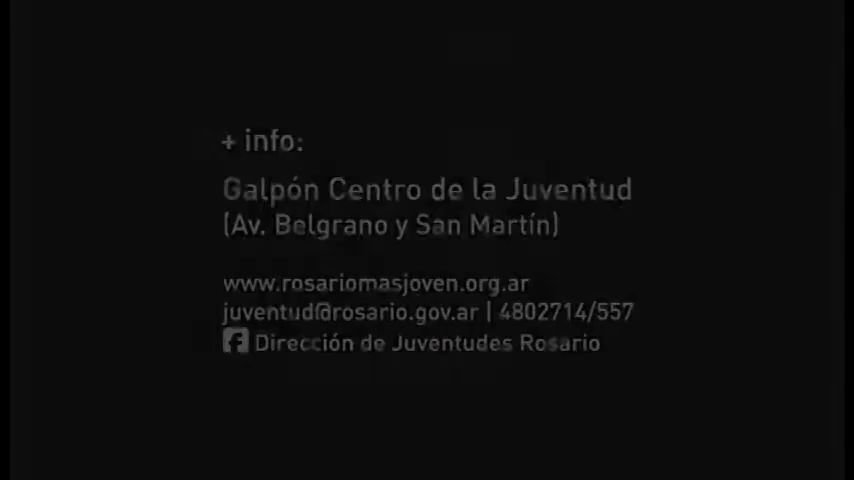 + info:
Galpón Centro de la Juventud
(Av. Belgrano y San Martín)
www.rosariomasjoven.org.ar
juventud@rosario.gov.ar | 4802714/557
Dirección de Juventudes Rosario